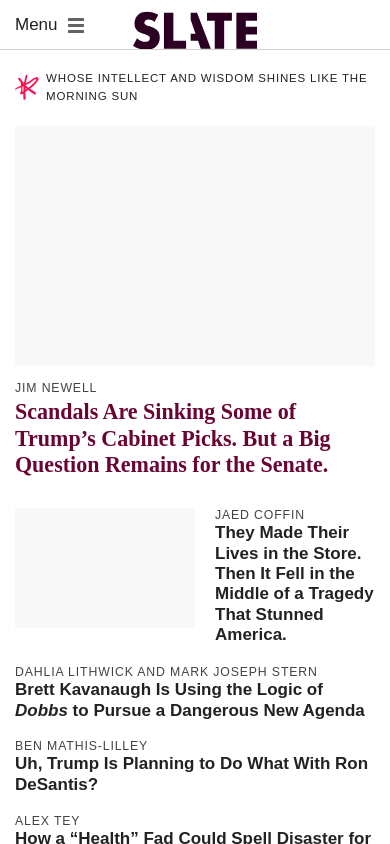 Menu
SLATE
WHOSE INTELLECT AND WISDOM SHINES LIKE THE
MORNING SUN
JIM NEWELL
Scandals Are Sinking Some of
Trump’s Cabinet Picks. But a Big
Question Remains for the Senate.
JAED COFFIN
They Made Their
Lives in the Store.
Then It Fell in the
Middle of a Tragedy
That Stunned
America.
DAHLIA LITHWICK AND MARK JOSEPH STERN
Brett Kavanaugh Is Using the Logic of
Dobbs to Pursue a Dangerous New Agenda
BEN MATHIS-LILLEY
Uh, Trump Is Planning to Do What With Ron
DeSantis?
ALEX TEY
How a “Health” Fad Could Spell Disaster for